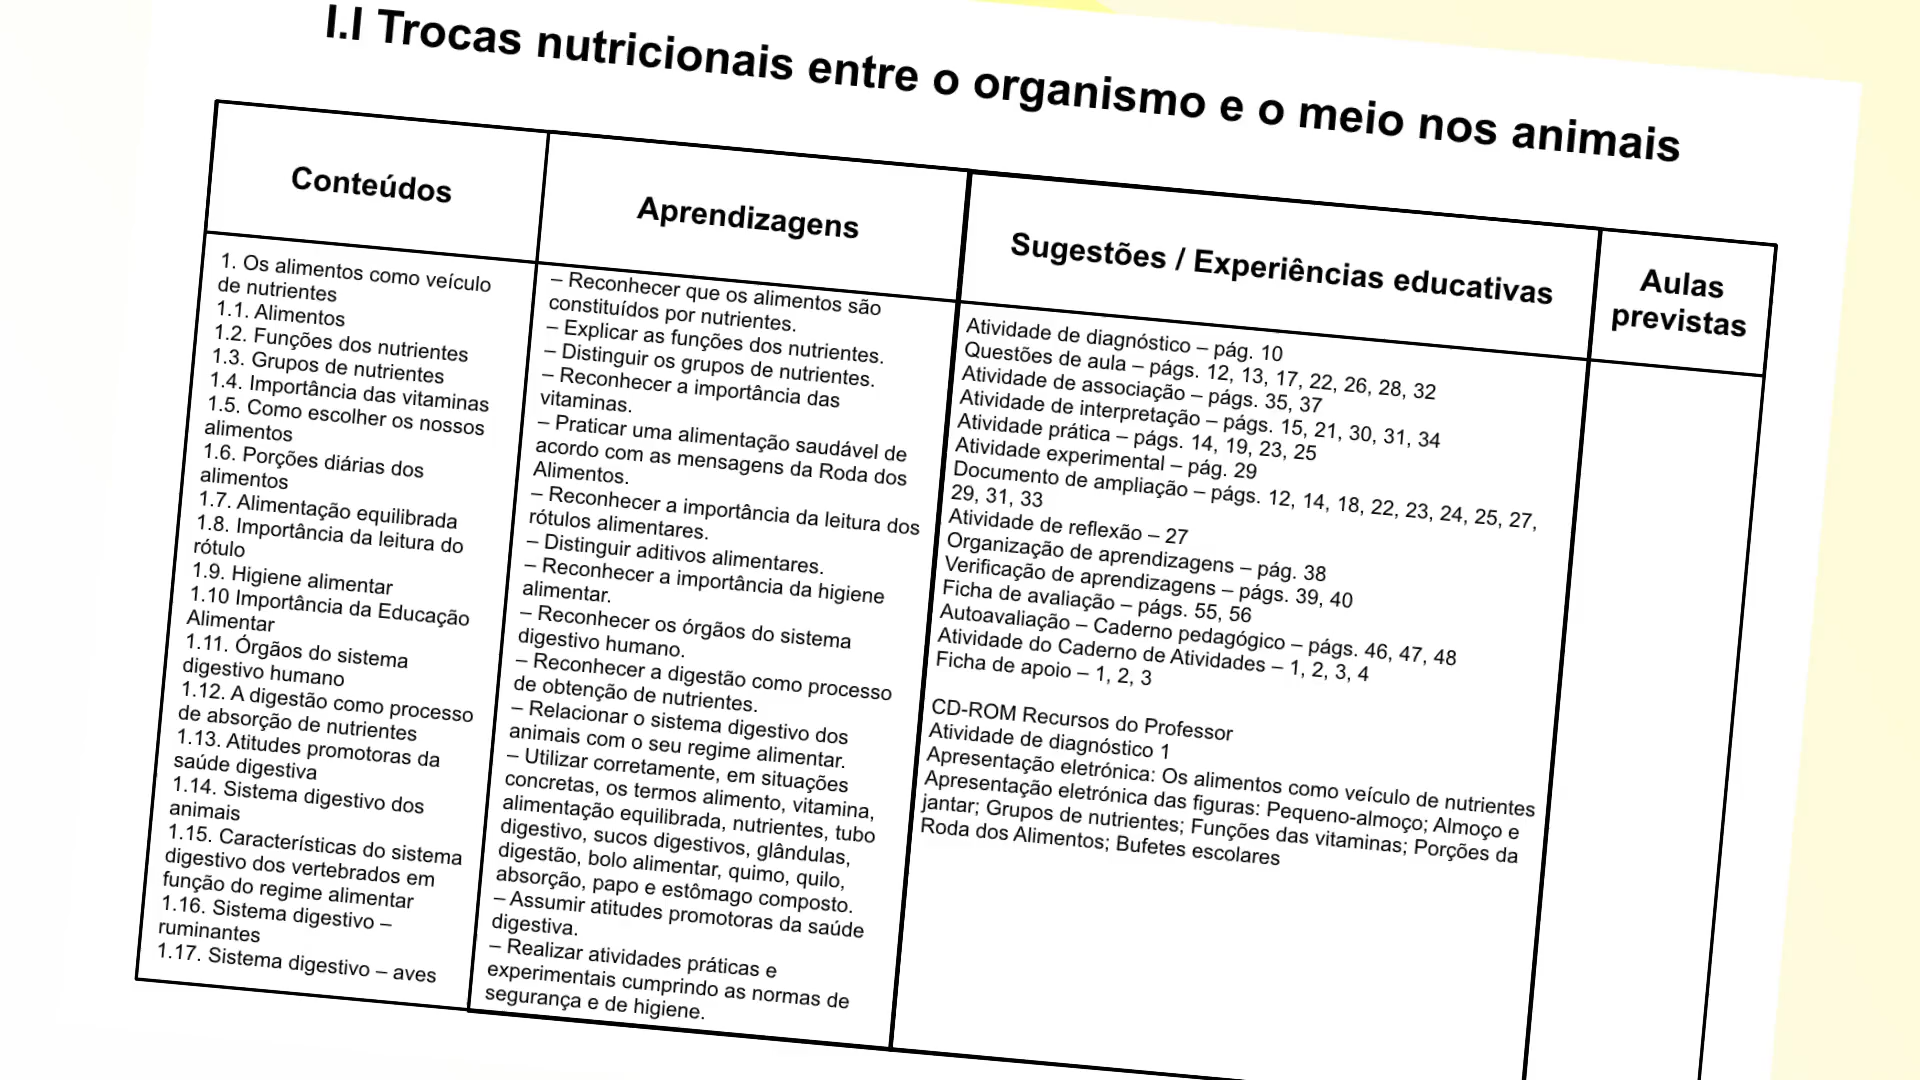 I.I Trocas nutricionais entre o organismo e o meio nos animais
Conteúdos
Aprendizagens
Sugestões / Experiências educativas
Aulas
previstas
1. Os alimentos como veículo
de nutrientes
1.1. Alimentos
1.2. Funções dos nutrientes
1.3. Grupos de nutrientes
1.4. Importância das vitaminas
1.5. Como escolher os nossos
alimentos
1.6. Porções diárias dos
alimentos
1.7. Alimentação equilibrada
1.8. Importância da leitura do
rótulo
1.9. Higiene alimentar
1.10 Importância da Educação
Alimentar
1.11. Órgãos do sistema
digestivo humano
1.12. A digestão como processo
de absorção de nutrientes
1.13. Atitudes promotoras da
saúde digestiva
1.14. Sistema digestivo dos
animais
1.15. Características do sistema
digestivo dos vertebrados em
função do regime alimentar
1.16. Sistema digestivo –
ruminantes
1.17. Sistema digestivo – aves
– Reconhecer que os alimentos são
constituídos por nutrientes.
– Explicar as funções dos nutrientes.
– Distinguir os grupos de nutrientes.
– Reconhecer a importância das
vitaminas.
– Praticar uma alimentação saudável de
acordo com as mensagens da Roda dos
Alimentos.
– Reconhecer a importância da leitura dos
rótulos alimentares.
– Distinguir aditivos alimentares.
– Reconhecer a importância da higiene
alimentar.
– Reconhecer os órgãos do sistema
digestivo humano.
– Reconhecer a digestão como processo
de obtenção de nutrientes.
– Relacionar o sistema digestivo dos
animais com o seu regime alimentar.
– Utilizar corretamente, em situações
concretas, os termos alimento, vitamina,
alimentação equilibrada, nutrientes, tubo
digestivo, sucos digestivos, glândulas,
digestão, bolo alimentar, quimo, quilo,
absorção, papo e estômago composto.
– Assumir atitudes promotoras da saúde
digestiva.
– Realizar atividades práticas e
experimentais cumprindo as normas de
segurança e de higiene.
Atividade de diagnóstico – pág. 10
Questões de aula – págs. 12, 13, 17, 22, 26, 28, 32
Atividade de associação – págs. 35, 37
Atividade de interpretação – págs. 15, 21, 30, 31, 34
Atividade prática – págs. 14, 19, 23, 25
Atividade experimental – pág. 29
Documento de ampliação – págs. 12, 14, 18, 22, 23, 24, 25, 27,
29, 31, 33
Atividade de reflexão – 27
Organização de aprendizagens – pág. 38
Verificação de aprendizagens – págs. 39, 40
Ficha de avaliação – págs. 55, 56
Autoavaliação – Caderno pedagógico – págs. 46, 47, 48
Atividade do Caderno de Atividades – 1, 2, 3, 4
Ficha de apoio – 1, 2, 3
CD-ROM Recursos do Professor
Atividade de diagnóstico 1
Apresentação eletrónica: Os alimentos como veículo de nutrientes
Apresentação eletrónica das figuras: Pequeno-almoço; Almoço e
jantar; Grupos de nutrientes; Funções das vitaminas; Porções da
Roda dos Alimentos; Bufetes escolares